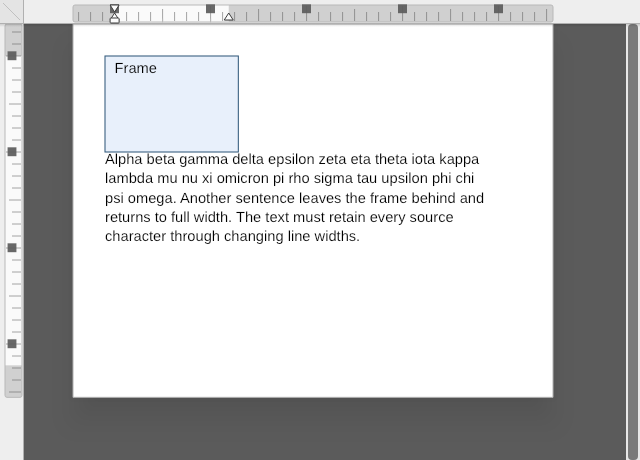 Frame
Alpha beta gamma delta epsilon zeta eta theta iota kappa
lambda mu nu xi omicron pi rho sigma tau upsilon phi chi
psi omega. Another sentence leaves the frame behind and
returns to full width. The text must retain every source
character through changing line widths.